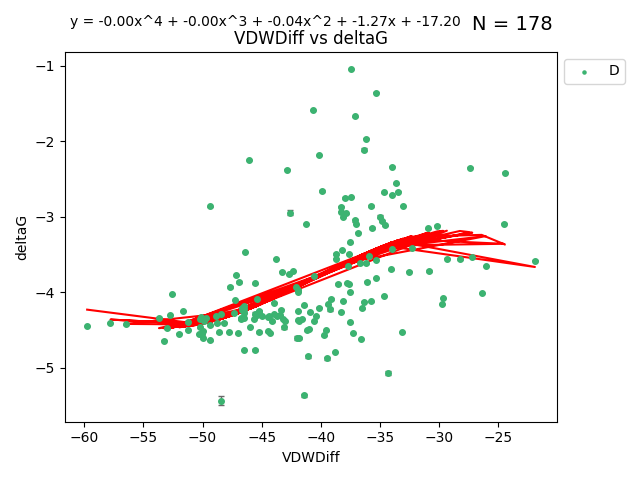 y = -0.00x^4 + -0.00x^3 + -0.04x^2 + -1.27x + -17.20 N = 178
VDWDiff vs deltaG
D
−1
−2
−3
−4
−5
deltaG
−60 −55 −50 −45 −40 −35 −30 −25
VDWDiff